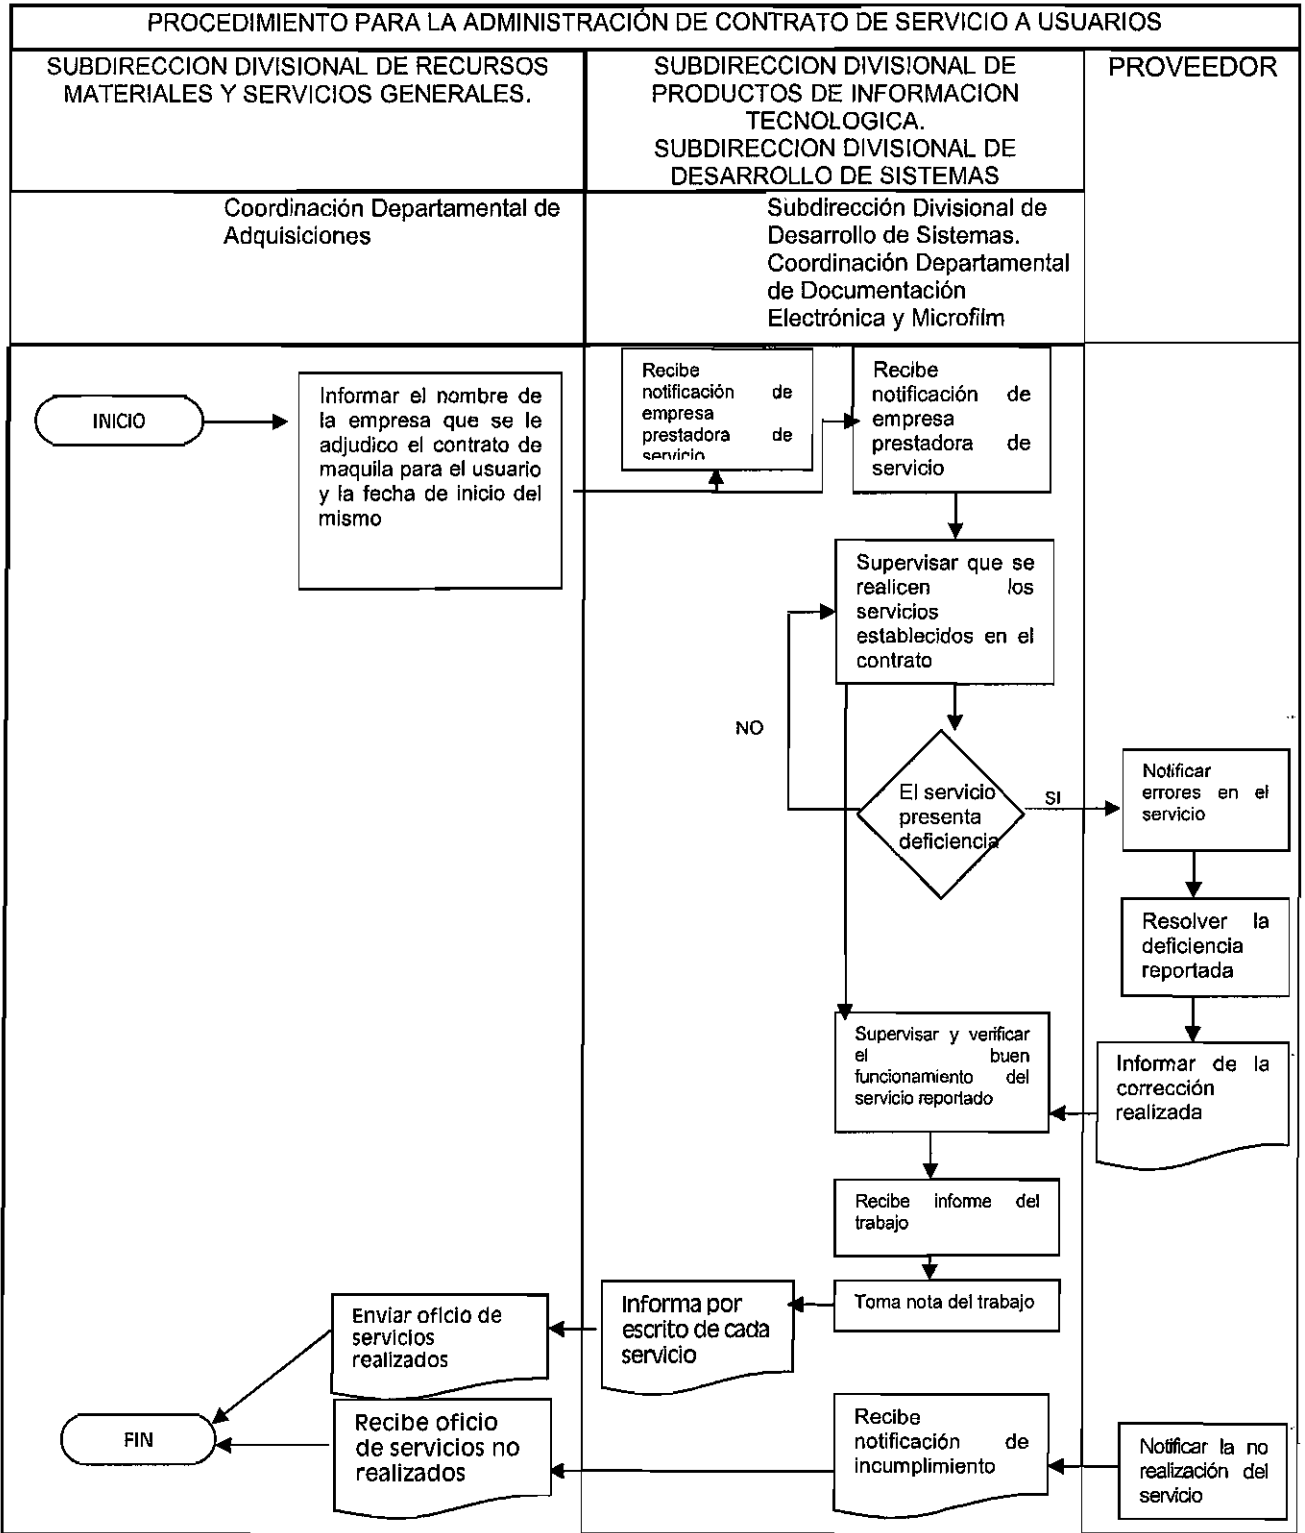 PROCEDIMIENTO PARA LA ADMINISTRACIÓN DE CONTRATO DE SERVICIO A USUARIOS
SUBDIRECCION DIVISIONAL DE RECURSOS
MATERIALES Y SERVICIOS GENERALES.
SUBDIRECCION DIVISIONAL DE
PRODUCTOS DE INFORMACION
TECNOLOGICA.
SUBDIRECCION DIVISIONAL DE
DESARROLLO DE SISTEMAS
PROVEEDOR
Coordinación Departamental de
Adquisiciones
Subdirección Divisional de
Desarrollo de Sistemas.
Coordinación Departamental
de Documentación
Electrónica y Microfilm
INICIO
Informar el nombre de
la empresa que se le
adjudico el contrato de
maquila para el usuario
y la fecha de inicio del
mismo
Recibe
notificación de
empresa
prestadora de
servicio
Recibe
notificación de
empresa
prestadora de
servicio
Supervisar que se
realicen los
servicios
establecidos en el
contrato
NO
El servicio
presenta
deficiencia
SI
Notificar
errores en el
servicio
Resolver la
deficiencia
reportada
Informar de la
corrección
realizada
Supervisar y verificar
el buen
funcionamiento del
servicio reportado
Recibe informe del
trabajo
Toma nota del trabajo
Informa por
escrito de cada
servicio
Enviar oficio de
servicios
realizados
FIN
Recibe oficio
de servicios no
realizados
Recibe
notificación de
incumplimiento
Notificar la no
realización del
servicio